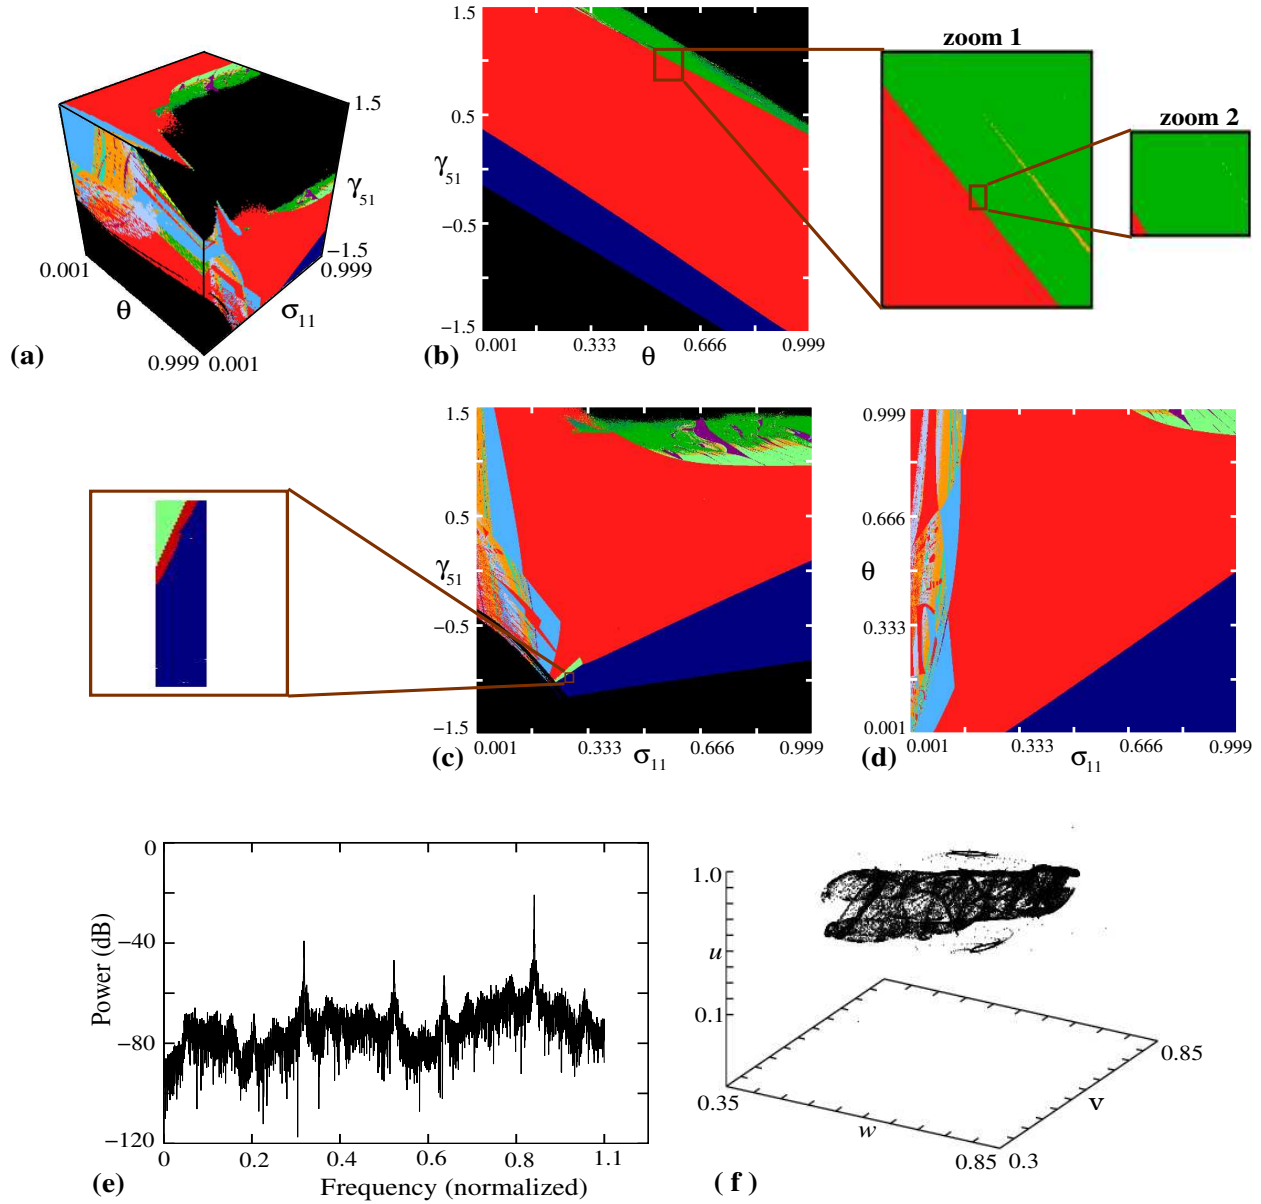 1.5
γ51
−1.5
0.999
0.001
θ
σ11
0.999
0.001
(a)
1.5
0.5
γ51
−0.5
−1.5
0.001
0.333
0.666
0.999
θ
(b)
zoom 1
zoom 2
1.5
0.5
γ51
−0.5
−1.5
0.001
0.333
0.666
0.999
σ11
(c)
0.999
0.666
θ
0.333
0.001
0.001
0.333
0.666
0.999
σ11
(d)
0
−40
−80
−120
Power (dB)
0
0.2
0.4
0.6
0.8
1.1
Frequency (normalized)
(e)
1.0
u
0.1
0.35
w
0.85
0.3
v
0.85
( f )